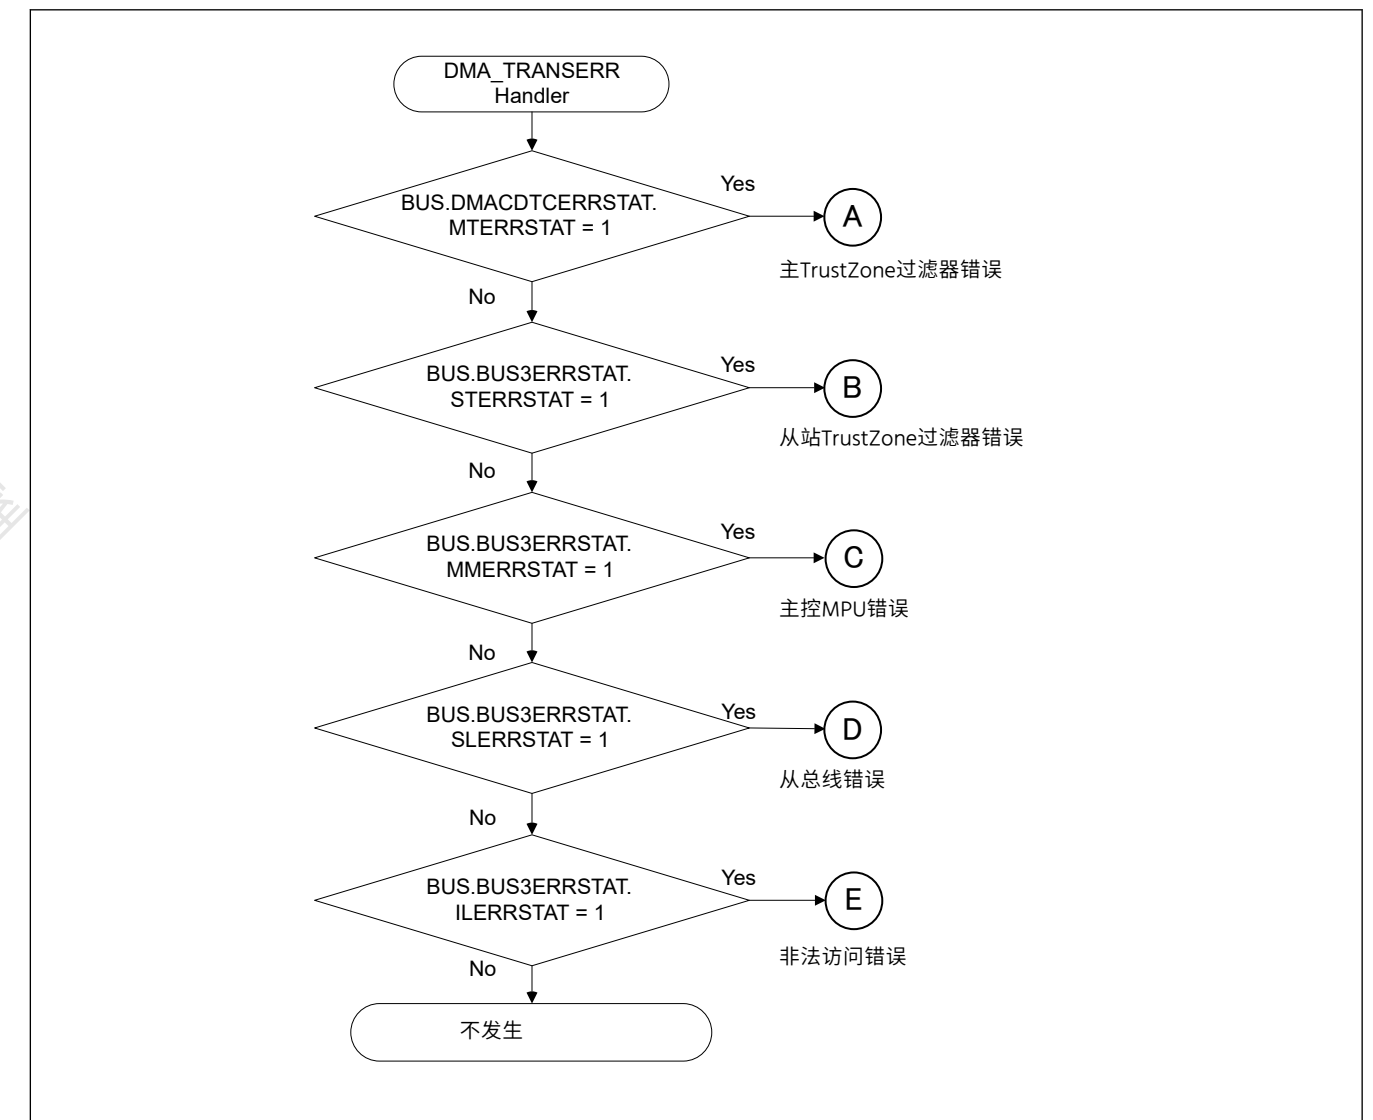 DMA_TRANSERR
Handler
BUS.DMACDTCERRSTAT.
MTERRSTAT = 1
Yes
A
主TrustZone过滤器错误
No
BUS.BUS3ERRSTAT.
STERRSTAT = 1
Yes
B
从站TrustZone过滤器错误
No
BUS.BUS3ERRSTAT.
MMERRSTAT = 1
Yes
C
主控MPU错误
No
BUS.BUS3ERRSTAT.
SLERRSTAT = 1
Yes
D
从总线错误
No
BUS.BUS3ERRSTAT.
ILERRSTAT = 1
Yes
E
非法访问错误
No
不发生